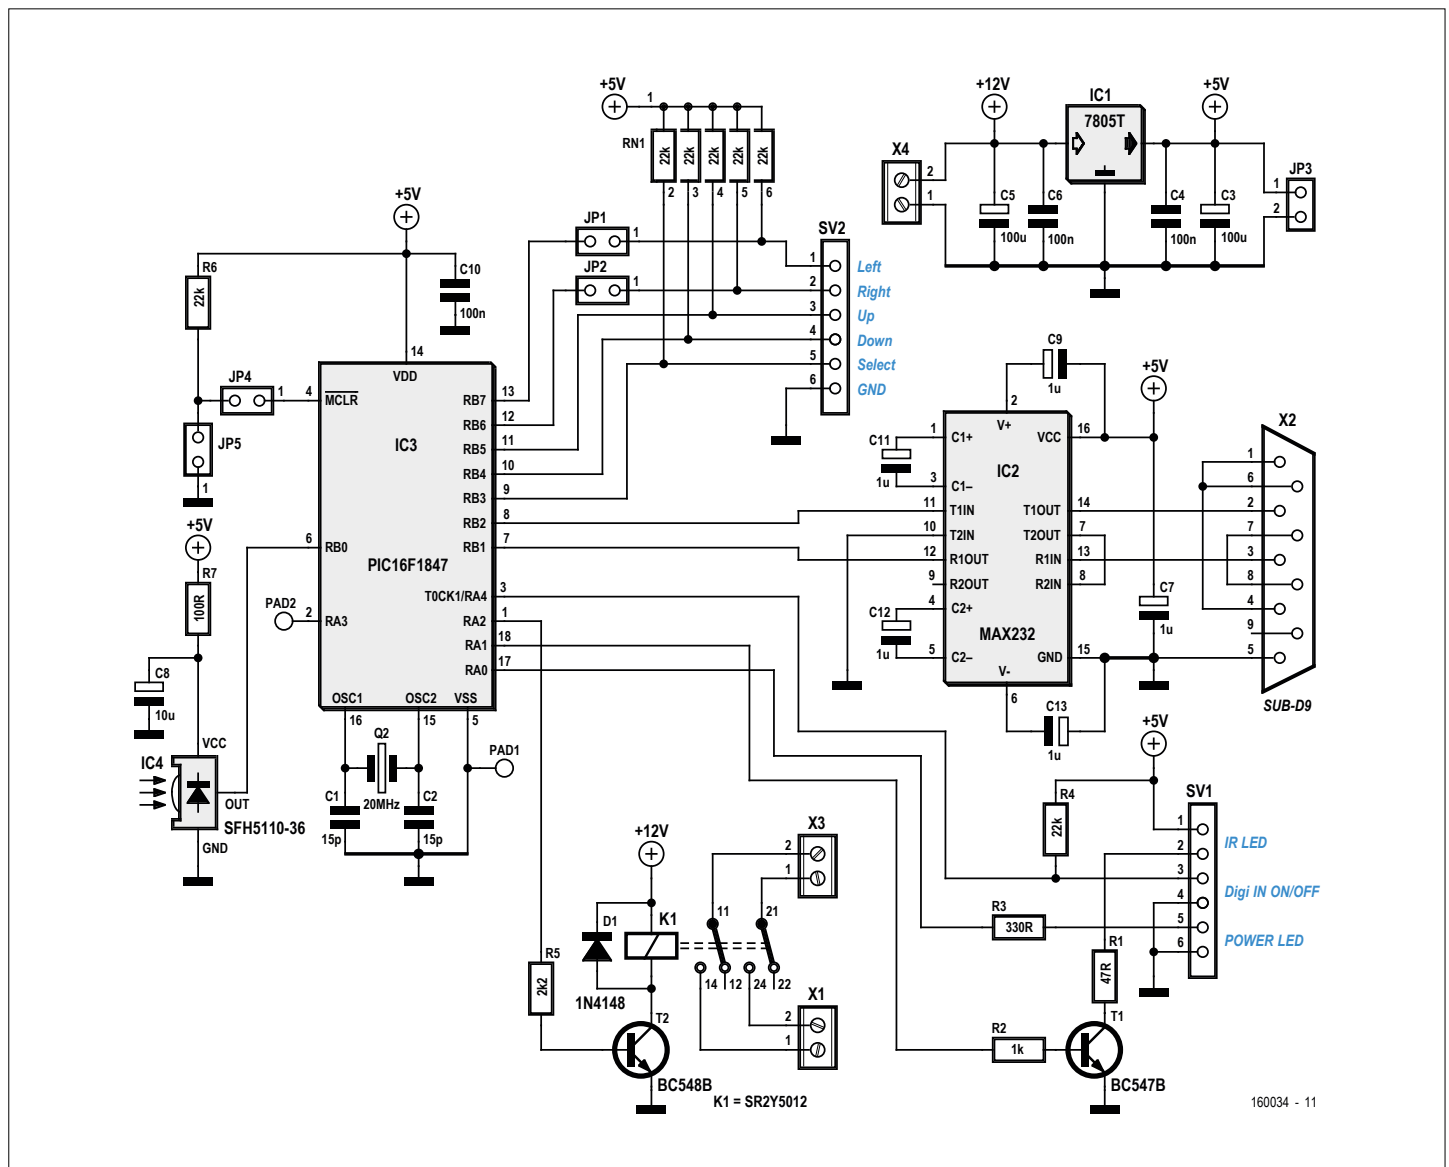 +5V
1
RN1
22k
22k
22k
22k
22k
2
3
4
5
6
+12V
IC1
7805T
+5V
X4
2
1
C5
100u
C6
100n
C4
100n
C3
100u
1
2
JP3
+5V
R6
22k
C10
100n
JP1
1
JP2
1
SV2
1
Left
2
Right
3
Up
4
Down
5
Select
6
GND
JP4
1
JP5
1
+5V
R7
100R
C8
10u
VCC
IC4
OUT
SFH5110-36
GND
PAD2
14
VDD
4
MCLR
IC3
PIC16F1847
6
RB0
2
RA3
RB7
13
RB6
12
RB5
11
RB4
10
RB3
9
RB2
8
RB1
7
T0CK1/RA4
3
RA2
1
RA1
18
RA0
17
OSC1
16
OSC2
15
VSS
5
PAD1
Q2
20MHz
C1
15p
C2
15p
C9
1u
+5V
2
V+
1
C1+
VCC
16
IC2
C11
1u
3
C1–
11
T1IN
T1OUT
14
10
T2IN
T2OUT
7
12
R1OUT
R1IN
13
9
R2OUT
R2IN
8
4
C2+
C12
1u
MAX232
5
C2–
GND
15
V-
6
C13
1u
C7
1u
X2
1
6
2
7
3
8
4
9
5
SUB-D9
+5V
R4
22k
SV1
1
2
IR LED
3
4
Digi IN ON/OFF
5
6
POWER LED
R3
330R
R1
47R
R2
1k
T1
BC547B
+12V
D1
1N4148
K1
R5
2k2
T2
BC548B
11
21
14
12
24
22
X3
2
1
X1
2
1
K1 = SR2Y5012
160034 - 11